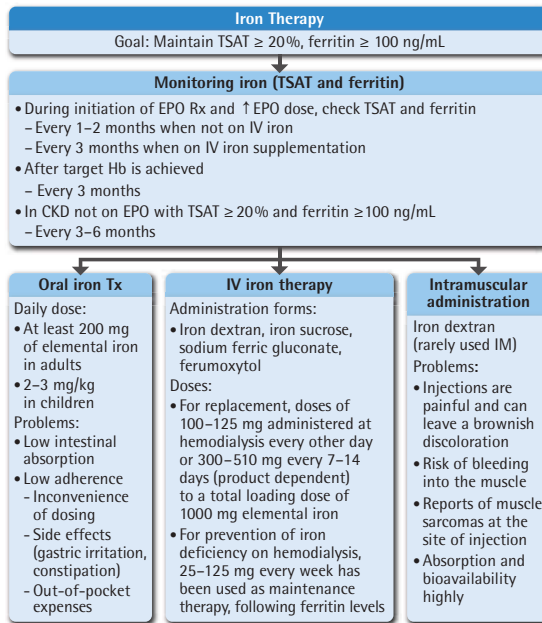 Iron Therapy
Goal: Maintain TSAT ≥ 20%, ferritin ≥ 100 ng/mL
Monitoring iron (TSAT and ferritin)
• During initiation of EPO Rx and ↑EPO dose, check TSAT and ferritin
– Every 1–2 months when not on IV iron
– Every 3 months when on IV iron supplementation
• After target Hb is achieved
– Every 3 months
• In CKD not on EPO with TSAT ≥20% and ferritin ≥100 ng/mL
– Every 3–6 months
Oral iron Tx
Daily dose:
• At least 200 mg
of elemental iron
in adults
• 2–3 mg/kg
in children
Problems:
• Low intestinal
absorption
• Low adherence
- Inconvenience
of dosing
- Side effects
(gastric irritation,
constipation)
- Out-of-pocket
expenses
IV iron therapy
Administration forms:
• Iron dextran, iron sucrose,
sodium ferric gluconate,
ferumoxytol
Doses:
• For replacement, doses of
100–125 mg administered at
hemodialysis every other day
or 300–510 mg every 7–14
days (product dependent)
to a total loading dose of
1000 mg elemental iron
• For prevention of iron
deficiency on hemodialysis,
25–125 mg every week has
been used as maintenance
therapy, following ferritin levels
Intramuscular
administration
Iron dextran
(rarely used IM)
Problems:
• Injections are
painful and can
leave a brownish
discoloration
• Risk of bleeding
into the muscle
• Reports of muscle
sarcomas at the
site of injection
• Absorption and
bioavailability
highly